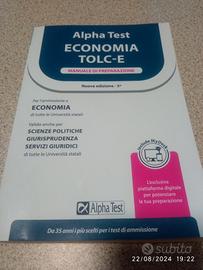 Alpha Test
ECONOMIA
TOLC-E
MANUALE DI PREPARAZIONE
Nuova edizione
Per l'ammissione a
ECONOMIA
di tutte le Università statali
Valido anche per
SCIENZE POLITICHE
GIURISPRUDENZA
SERVIZI GIURIDICI
di tutte le Università statali
L'esclusiva
piattaforma digitale
per potenziare
la tua preparazione
Alpha Test
Da 35 anni i più scelti per i test di ammissione
subito
22/08/2024 19:22